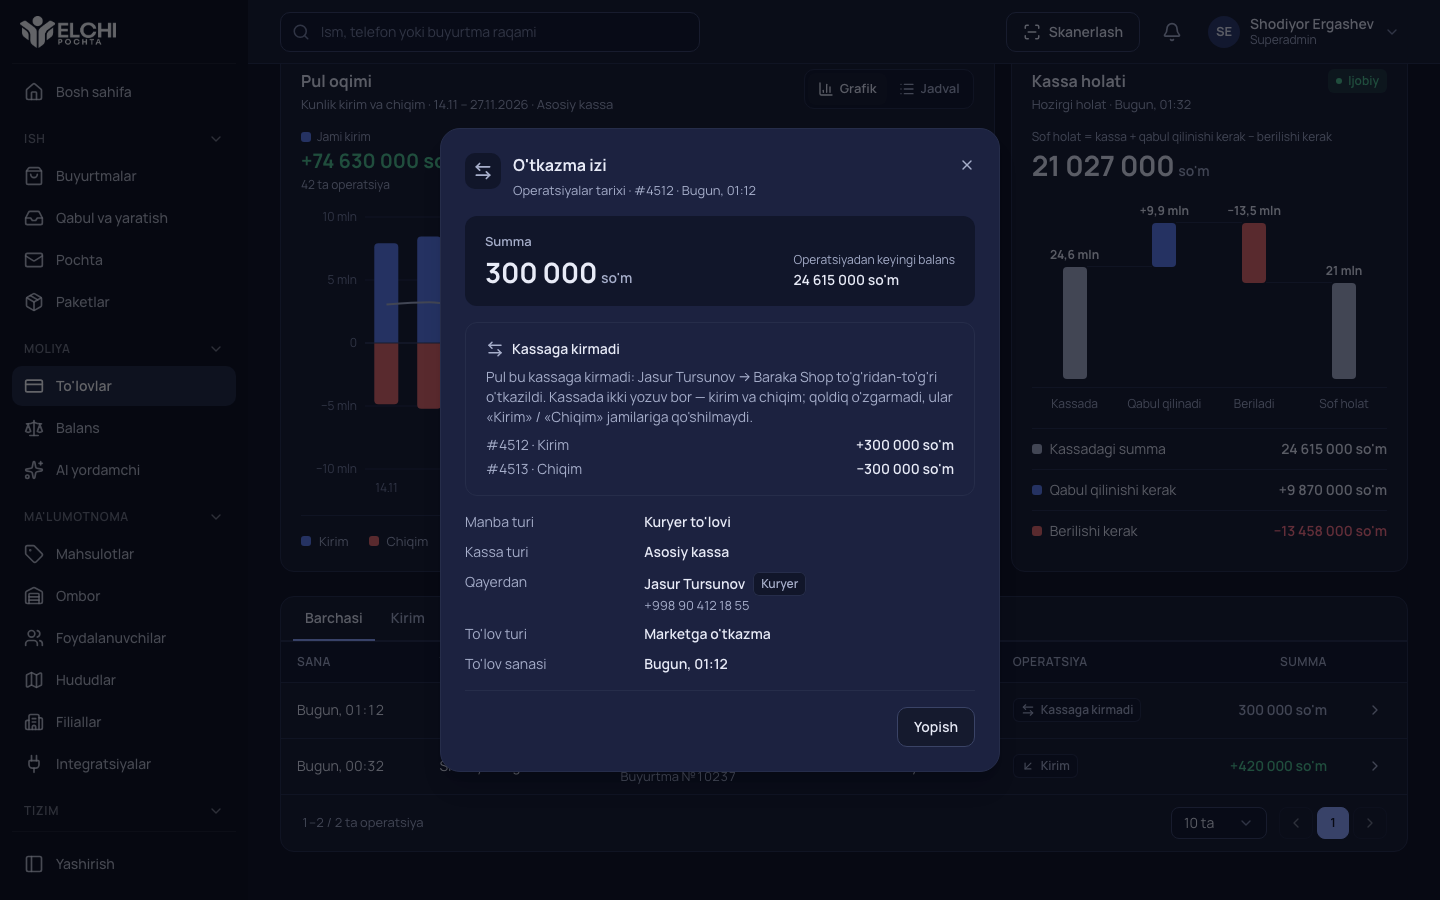 ELCHI
POCHTA
Ism, telefon yoki buyurtma raqami
Skanerlash
SE
Shodiyor Ergashev
Superadmin
Bosh sahifa
ISH
Buyurtmalar
Qabul va yaratish
Pochta
Paketlar
MOLIYA
To'lovlar
Balans
AI yordamchi
MA'LUMOTNOMA
Mahsulotlar
Ombor
Foydalanuvchilar
Hududlar
Filiallar
Integratsiyalar
TIZIM
Yashirish
Pul oqimi
Kunlik kirim va chiqim · 14.11 – 27.11.2026 · Asosiy kassa
Grafik
Jadval
Jami kirim
+74 630 000
42 ta operatsiya
10 mln
5 mln
0
−5 mln
−10 mln
14.11
Kirim
Chiqim
Kassa holati
Ijobiy
Hozirgi holat · Bugun, 01:32
Sof holat = kassa + qabul qilinishi kerak − berilishi kerak
21 027 000 so'm
+9,9 mln
−13,5 mln
24,6 mln
21 mln
Kassada
Qabul qilinadi
Beriladi
Sof holat
Kassadagi summa
24 615 000 so'm
Qabul qilinishi kerak
+9 870 000 so'm
Berilishi kerak
−13 458 000 so'm
O'tkazma izi
Operatsiyalar tarixi · #4512 · Bugun, 01:12
Summa
300 000 so'm
Operatsiyadan keyingi balans
24 615 000 so'm
Kassaga kirmadi
Pul bu kassaga kirmadi: Jasur Tursunov → Baraka Shop to'g'ridan-to'g'ri
o'tkazildi. Kassada ikki yozuv bor — kirim va chiqim; qoldiq o'zgarmadi, ular
«Kirim» / «Chiqim» jamilariga qo'shilmaydi.
#4512 · Kirim
+300 000 so'm
#4513 · Chiqim
−300 000 so'm
Manba turi
Kuryer to'lovi
Kassa turi
Asosiy kassa
Qayerdan
Jasur Tursunov
Kuryer
+998 90 412 18 55
To'lov turi
Marketga o'tkazma
To'lov sanasi
Bugun, 01:12
Yopish
Barchasi
Kirim
SANA
OPERATSIYA
SUMMA
Bugun, 01:12
Kassaga kirmadi
300 000 so'm
Bugun, 00:32
Buyurtma №10237
Kirim
+420 000 so'm
1–2 / 2 ta operatsiya
10 ta
1